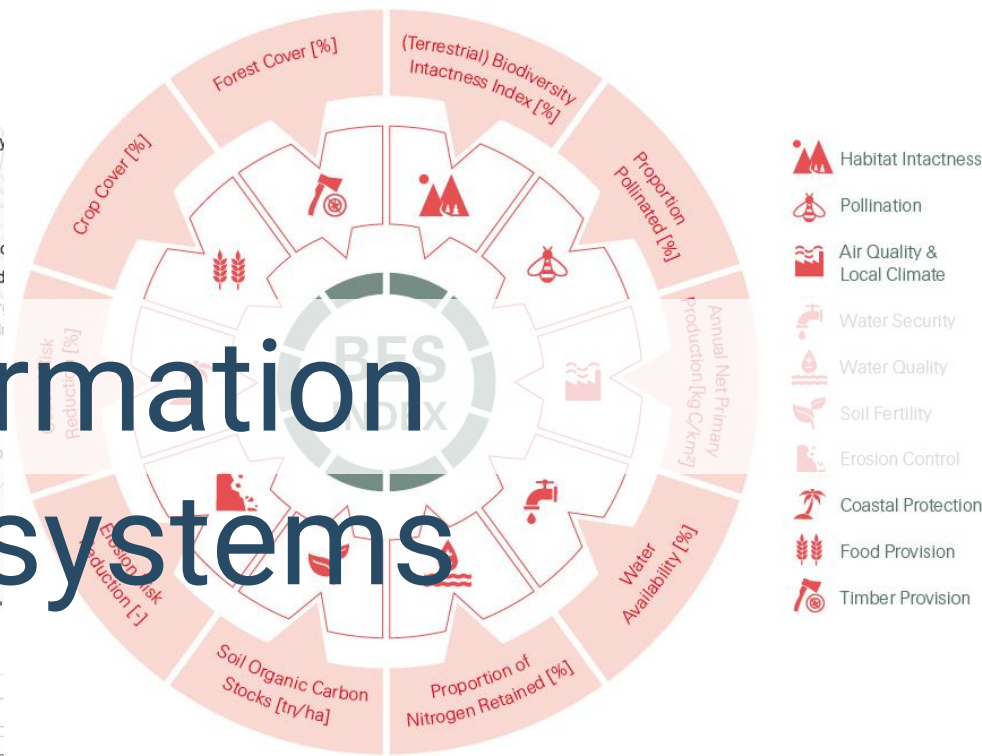 Forest Cover [%]
(Terrestrial) Biodiversity
Intactness Index [%]
Crop Cover [%]
Proportion
Pollinated [%]
Annual Net Primary
Production [kg C/km²]
Water
Availability [%]
Proportion of
Nitrogen Retained [%]
Soil Organic Carbon
Stocks [tn/ha]
Risk
Reduction [%]
BES
INDEX
rmation
systems
Habitat Intactness
Pollination
Air Quality &
Local Climate
Water Security
Water Quality
Soil Fertility
Erosion Control
Coastal Protection
Food Provision
Timber Provision